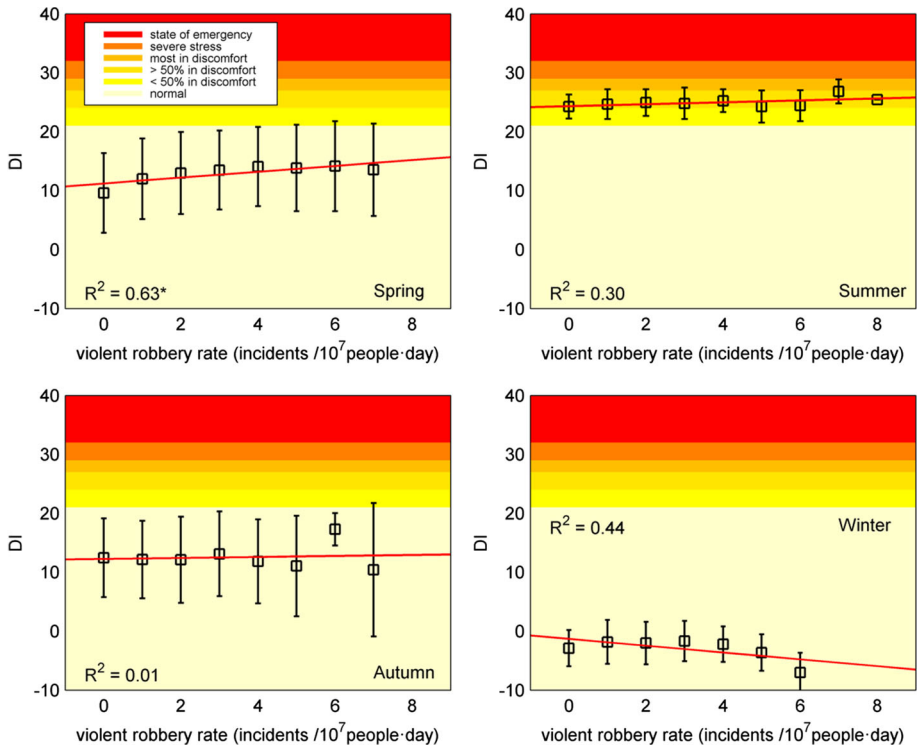 40
30
20
10
0
-10
DI
state of emergency
severe stress
most in discomfort
> 50% in discomfort
< 50% in discomfort
normal
R² = 0.63*
Spring
0 2 4 6 8
violent robbery rate (incidents /10⁷people·day)
40
30
20
10
0
-10
DI
R² = 0.30
Summer
0 2 4 6 8
violent robbery rate (incidents /10⁷people·day)
40
30
20
10
0
-10
DI
R² = 0.01
Autumn
0 2 4 6 8
violent robbery rate (incidents /10⁷people·day)
40
30
20
10
0
-10
DI
R² = 0.44
Winter
0 2 4 6 8
violent robbery rate (incidents /10⁷people·day)